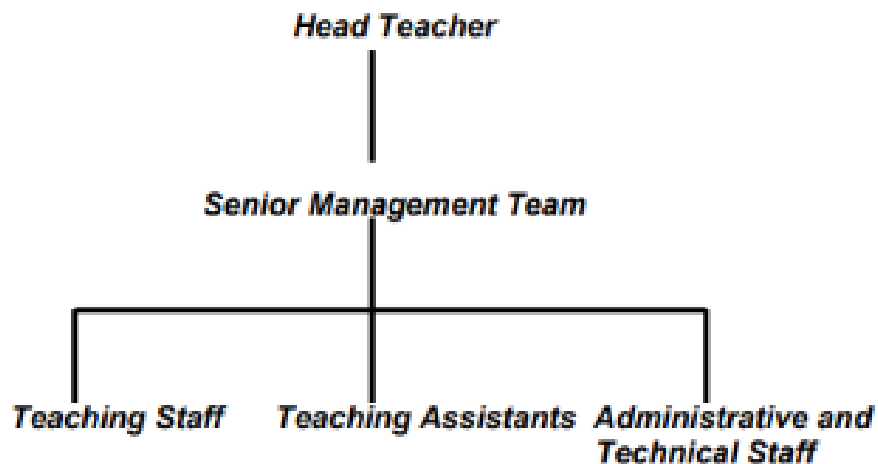 Head Teacher
Senior Management Team
Teaching Staff
Teaching Assistants
Administrative and
Technical Staff